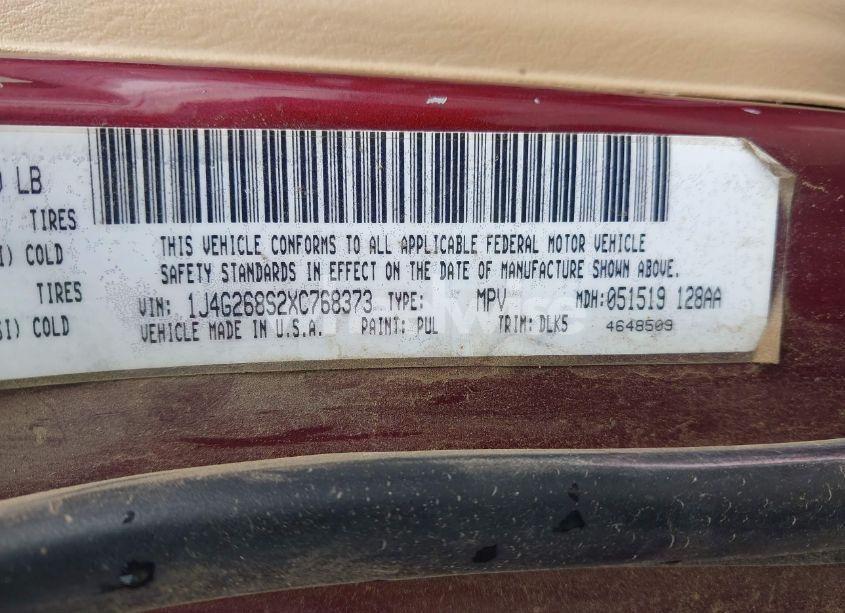 LB
TIRES
COLD
TIRES
COLD
THIS VEHICLE CONFORMS TO ALL APPLICABLE FEDERAL MOTOR VEHICLE
SAFETY STANDARDS IN EFFECT ON THE DATE OF MANUFACTURE SHOWN ABOVE.
VIN: 1J4G268S2XC768373 TYPE: MPV MDH:051519 128AA
VEHICLE MADE IN U.S.A. PAINT: PUL TRIM: DLK5 4648509